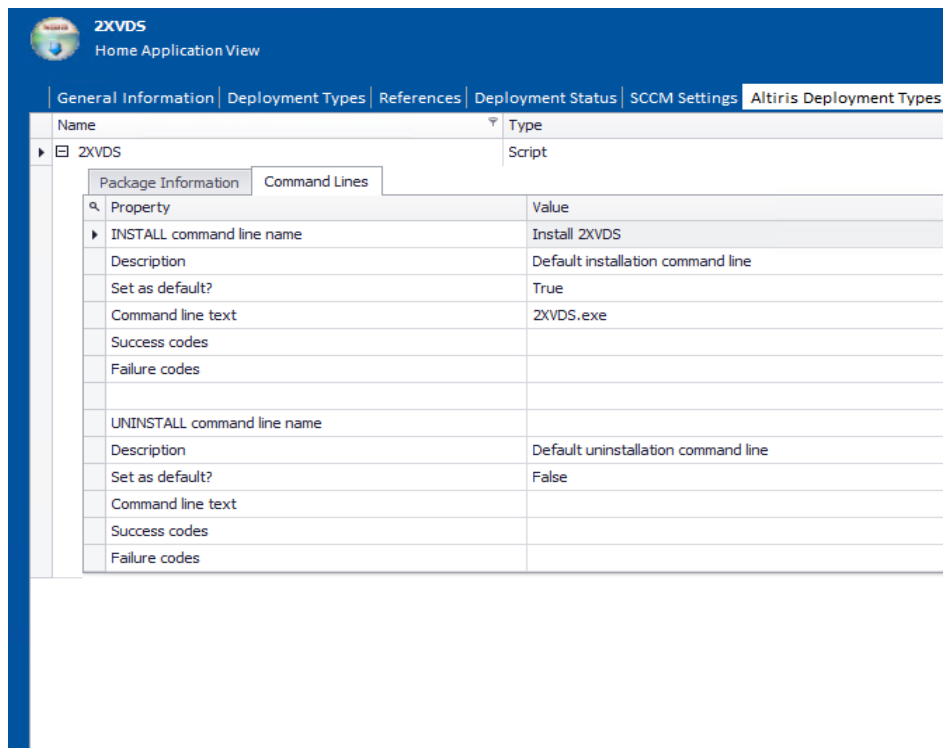 2XVDS
Home Application View
General Information Deployment Types References Deployment Status SCCM Settings Altiris Deployment Types
Name Type
2XVDS Script
Package Information Command Lines
Property Value
INSTALL command line name Install 2XVDS
Description Default installation command line
Set as default? True
Command line text 2XVDS.exe
Success codes
Failure codes
UNINSTALL command line name
Description Default uninstallation command line
Set as default? False
Command line text
Success codes
Failure codes